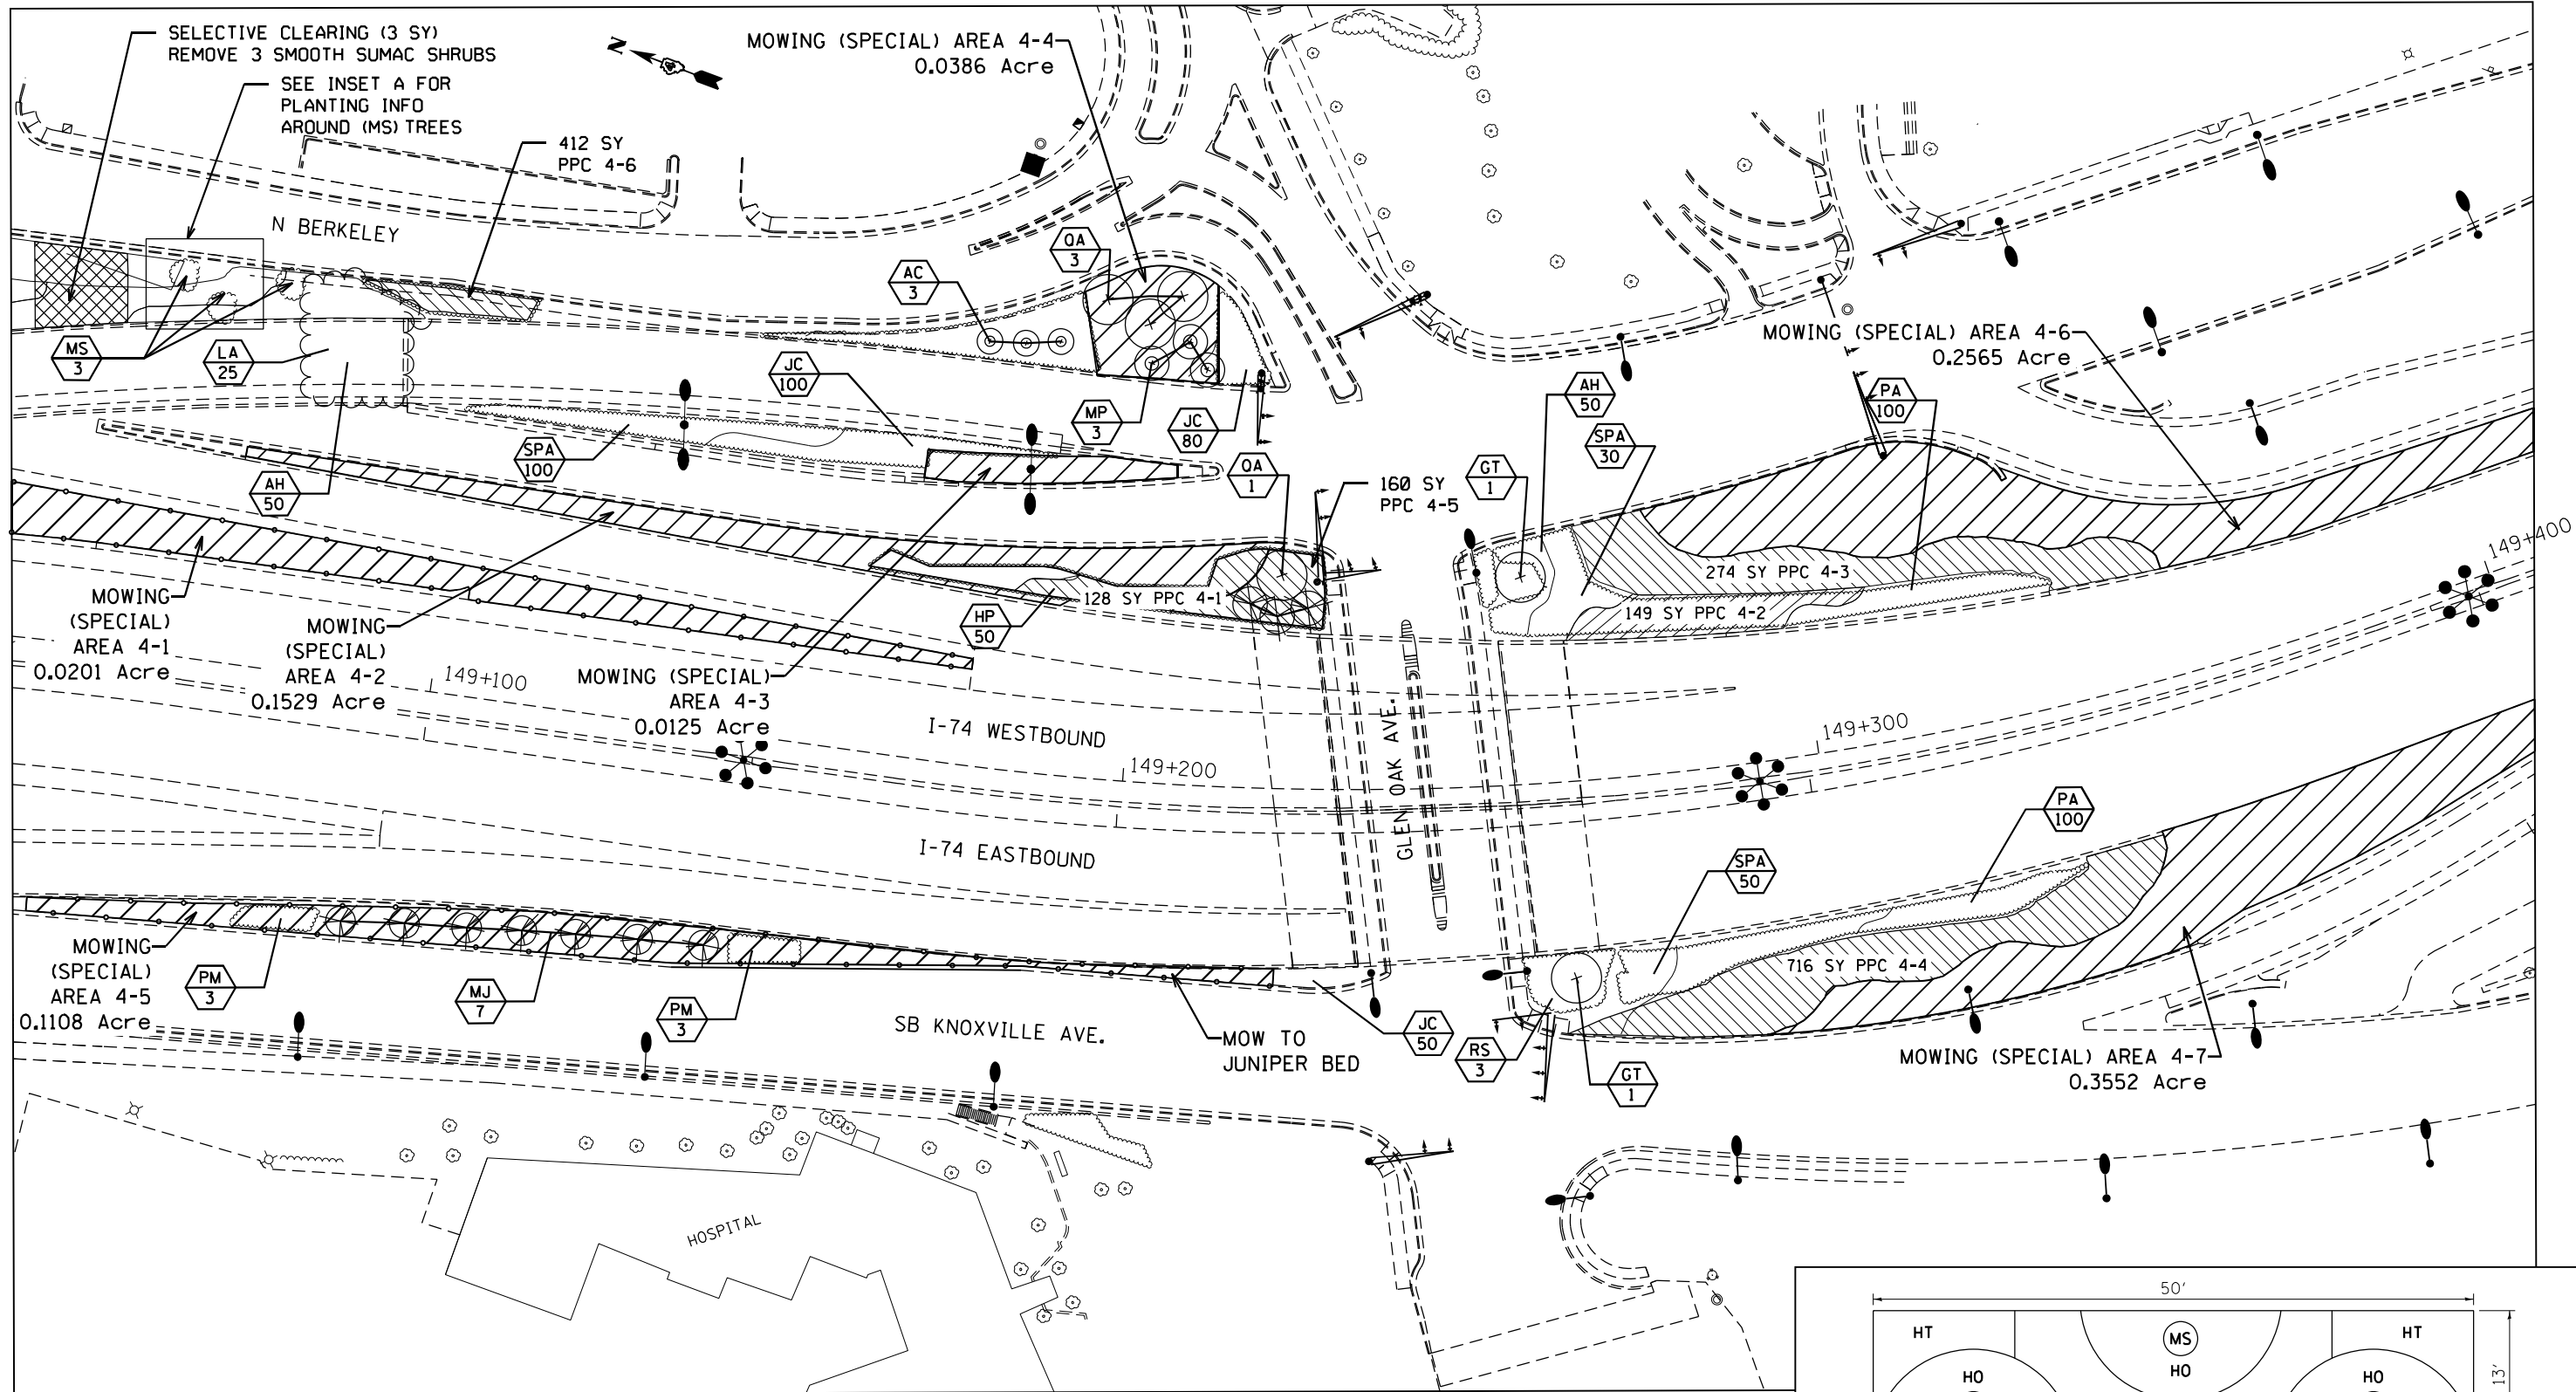 SELECTIVE CLEARING (3 SY)
REMOVE 3 SMOOTH SUMAC SHRUBS
SEE INSET A FOR
PLANTING INFO
AROUND (MS) TREES
412 SY
PPC 4-6
N
MOWING (SPECIAL) AREA 4-4
0.0386 Acre
N BERKELEY
QA
3
AC
3
MS
3
LA
25
JC
100
MP
3
JC
80
MOWING (SPECIAL) AREA 4-6
0.2565 Acre
AH
50
PA
100
SPA
30
SPA
100
AH
50
QA
1
160 SY
PPC 4-5
GT
1
149+400
274 SY PPC 4-3
149 SY PPC 4-2
128 SY PPC 4-1
HP
50
MOWING
(SPECIAL)
AREA 4-1
0.0201 Acre
MOWING
(SPECIAL)
AREA 4-2
0.1529 Acre
149+100
MOWING (SPECIAL)
AREA 4-3
0.0125 Acre
I-74 WESTBOUND
149+200
GLEN OAK AVE.
149+300
I-74 EASTBOUND
PA
100
SPA
50
716 SY PPC 4-4
MOWING
(SPECIAL)
AREA 4-5
0.1108 Acre
PM
3
MJ
7
PM
3
SB KNOXVILLE AVE.
MOW TO
JUNIPER BED
JC
50
RS
3
GT
1
MOWING (SPECIAL) AREA 4-7
0.3552 Acre
HOSPITAL
50'
HT
MS
HT
HO
HO
HO
13'